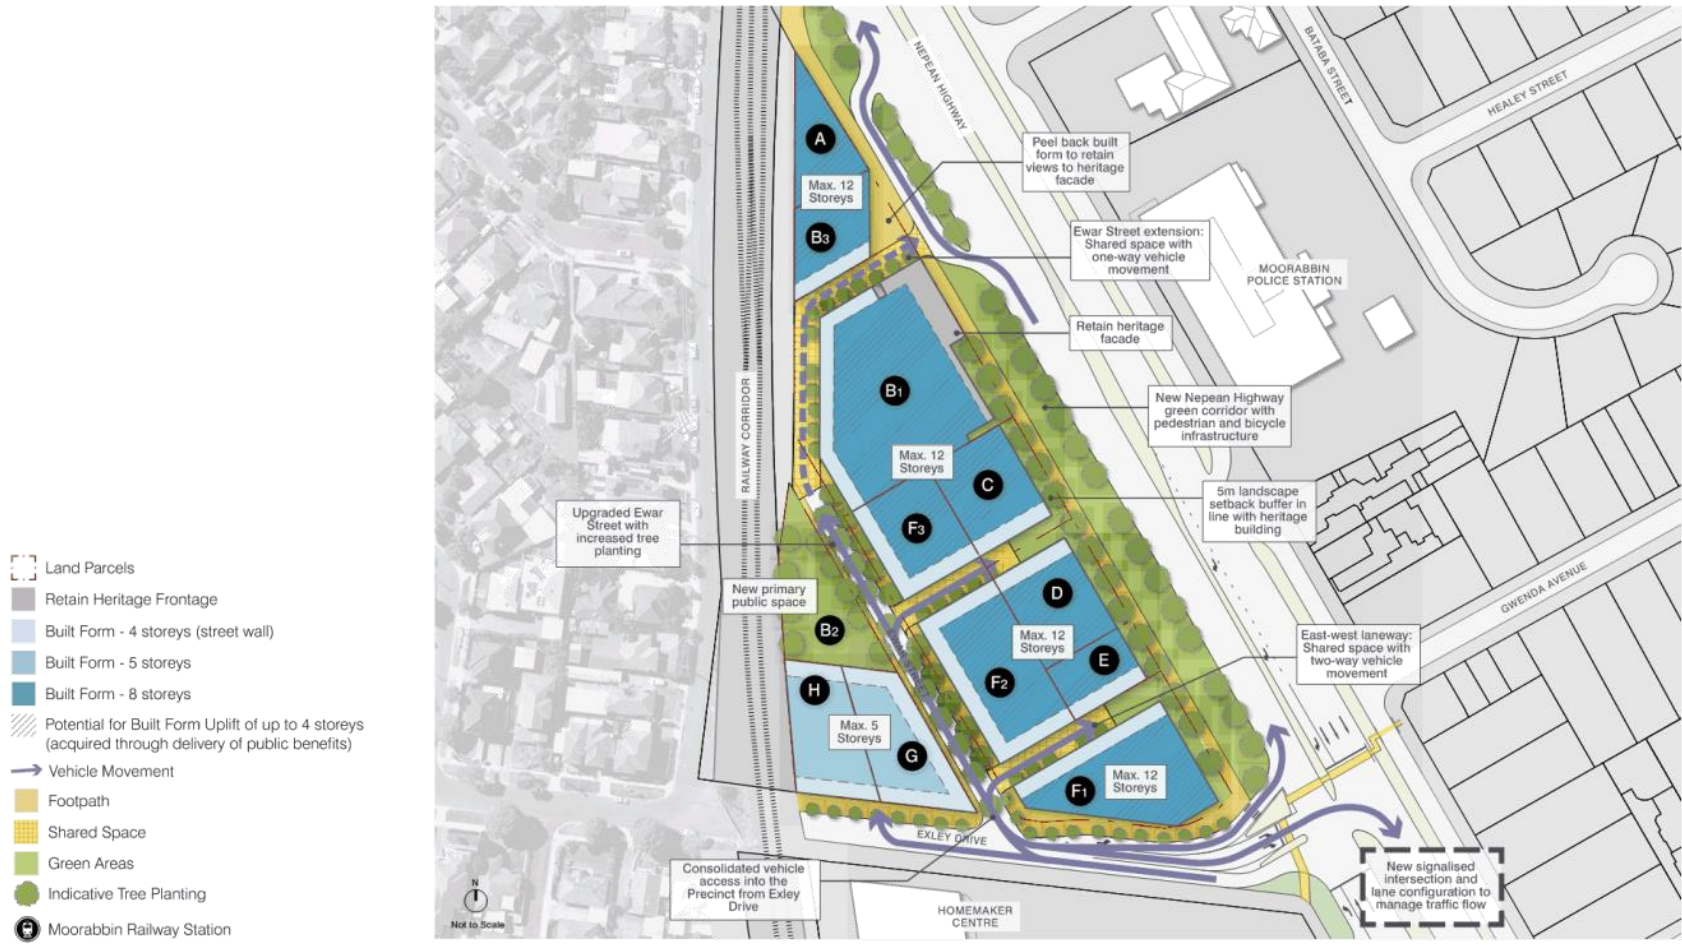 NEPEAN HIGHWAY
BATABA STREET
HEALEY STREET
A
Peel back built
form to retain
views to heritage
facade
Max. 12
Storeys
B3
Ewar Street extension:
Shared space with
one-way vehicle
movement
MOORABBIN
POLICE STATION
Retain heritage
facade
B1
RAILWAY CORRIDOR
New Nepean Highway
green corridor with
pedestrian and bicycle
infrastructure
Max. 12
Storeys
C
5m landscape
setback buffer in
line with heritage
building
Upgraded Ewar
Street with
increased tree
planting
F3
New primary
public space
D
GWENDA AVENUE
B2
Max. 12
Storeys
E
East-west laneway:
Shared space with
two-way vehicle
movement
F2
H
EWAR STREET
Max. 5
Storeys
G
F1
Max. 12
Storeys
EXLEY DRIVE
Consolidated vehicle
access into the
Precinct from Exley
Drive
New signalised
intersection and
lane configuration to
manage traffic flow
HOMEMAKER
CENTRE
N
Not to Scale
Land Parcels
Retain Heritage Frontage
Built Form - 4 storeys (street wall)
Built Form - 5 storeys
Built Form - 8 storeys
Potential for Built Form Uplift of up to 4 storeys
(acquired through delivery of public benefits)
Vehicle Movement
Footpath
Shared Space
Green Areas
Indicative Tree Planting
Moorabbin Railway Station